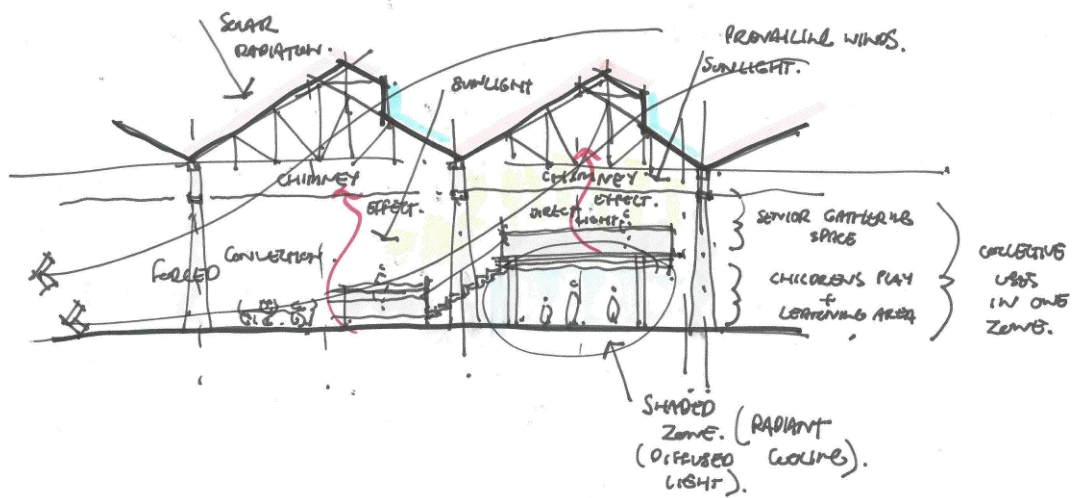 SOLAR
RADIATION.
SUNLIGHT
PREVAILING WINDS.
SUNLIGHT.
CHIMNEY
EFFECT.
CHIMNEY
EFFECT.
DIRECT
LIGHT.
FORCED
CONVECTION.
SENIOR GATHERING
SPACE
CHILDRENS PLAY
+
LEARNING AREA
COLLECTIVE
USES
IN ONE
ZONE.
SHADED
ZONE.
(DIFFUSED
LIGHT).
(RADIANT
COOLING).